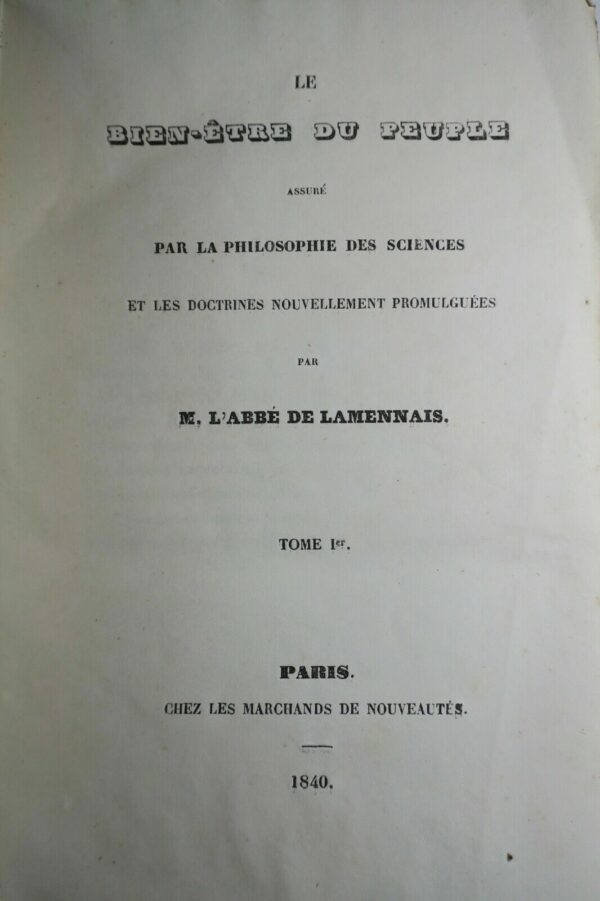 LE
BIEN-ÊTRE DU PEUPLE
ASSURÉ
PAR LA PHILOSOPHIE DES SCIENCES
ET LES DOCTRINES NOUVELLEMENT PROMULGUÉES
PAR
M. L'ABBÉ DE LAMENNAIS.
TOME Ier.
PARIS.
CHEZ LES MARCHANDS DE NOUVEAUTÉS.
1840.